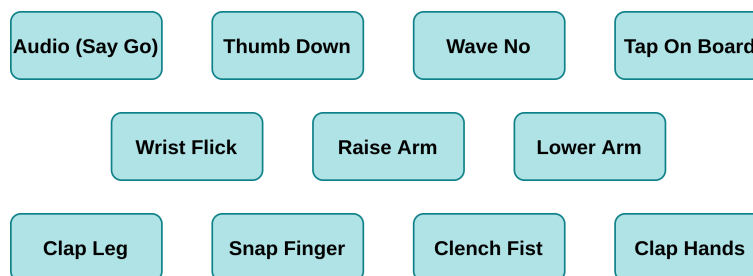 Audio (Say Go)
Thumb Down
Wave No
Tap On Board
Wrist Flick
Raise Arm
Lower Arm
Clap Leg
Snap Finger
Clench Fist
Clap Hands